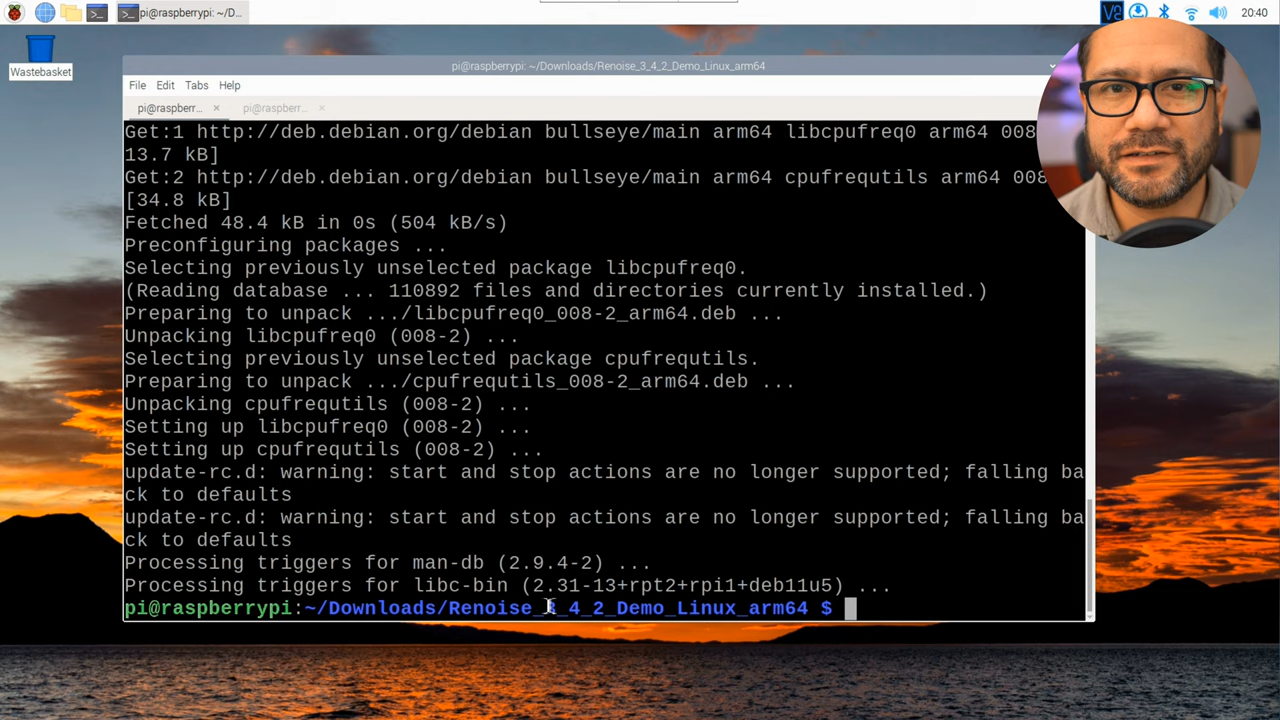 pi@raspberrypi: ~/D...
20:40
Wastebasket
pi@raspberrypi: ~/Downloads/Renoise_3_4_2_Demo_Linux_arm64
File Edit Tabs Help
pi@raspberr...
pi@raspberr...
Get:1 http://deb.debian.org/debian bullseye/main arm64 libcpufreq0 arm64 008
13.7 kB]
Get:2 http://deb.debian.org/debian bullseye/main arm64 cpufrequtils arm64 008
[34.8 kB]
Fetched 48.4 kB in 0s (504 kB/s)
Preconfiguring packages ...
Selecting previously unselected package libcpufreq0.
(Reading database ... 110892 files and directories currently installed.)
Preparing to unpack .../libcpufreq0_008-2_arm64.deb ...
Unpacking libcpufreq0 (008-2) ...
Selecting previously unselected package cpufrequtils.
Preparing to unpack .../cpufrequtils_008-2_arm64.deb ...
Unpacking cpufrequtils (008-2) ...
Setting up libcpufreq0 (008-2) ...
Setting up cpufrequtils (008-2) ...
update-rc.d: warning: start and stop actions are no longer supported; falling ba
ck to defaults
update-rc.d: warning: start and stop actions are no longer supported; falling ba
ck to defaults
Processing triggers for man-db (2.9.4-2) ...
Processing triggers for libc-bin (2.31-13+rpt2+rpi1+deb11u5) ...
pi@raspberrypi:~/Downloads/Renoise_3_4_2_Demo_Linux_arm64 $